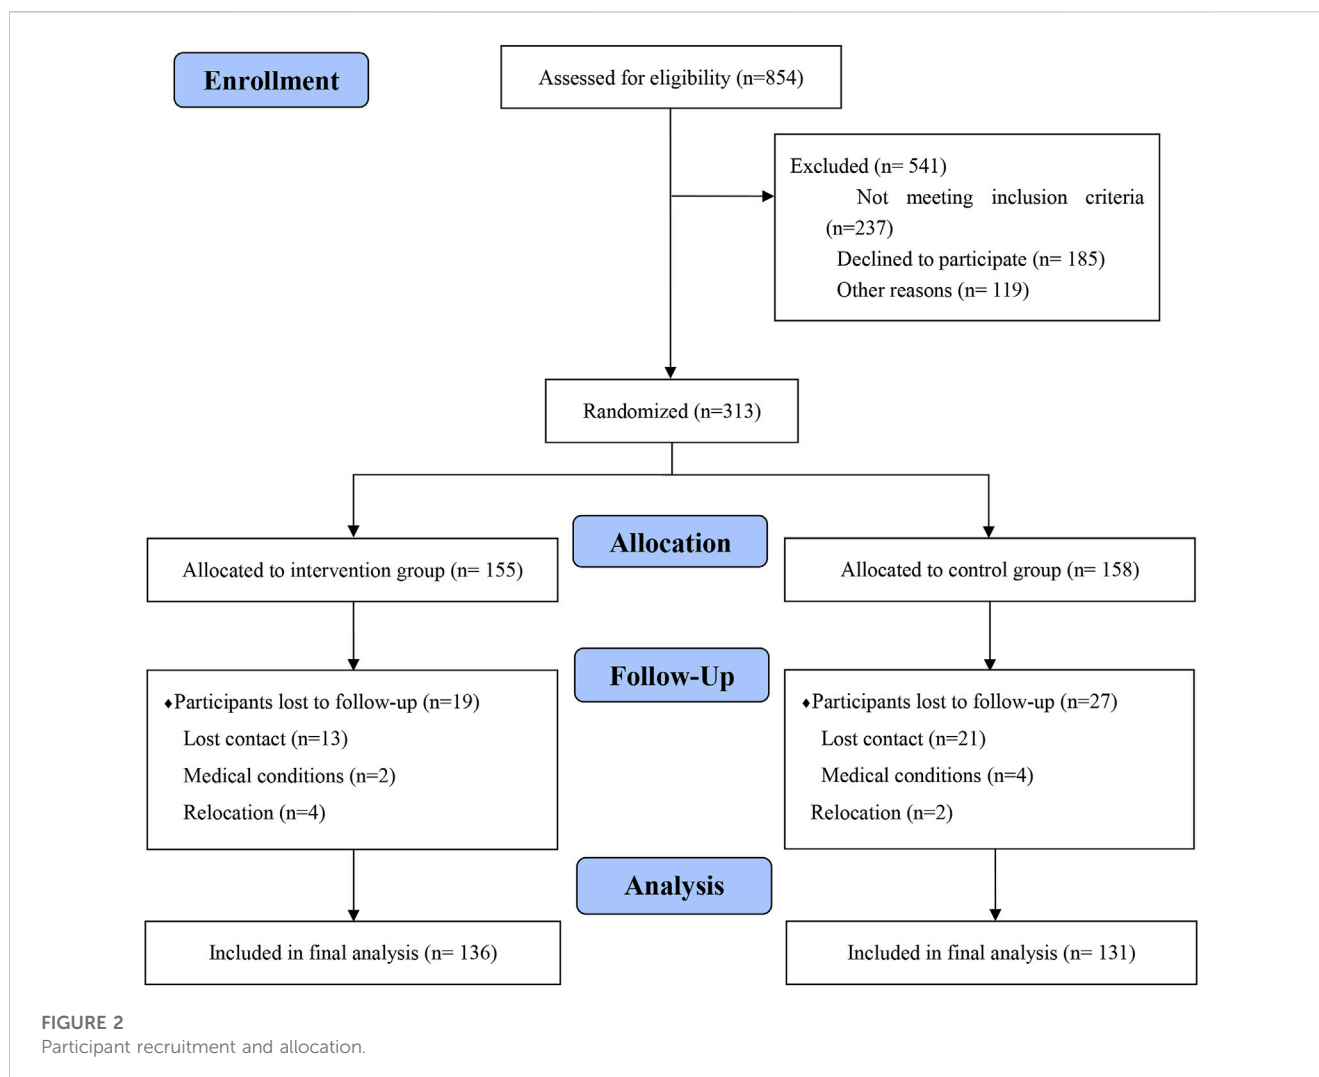 Enrollment
Assessed for eligibility (n=854)
Excluded (n= 541)
Not meeting inclusion criteria
(n=237)
Declined to participate (n= 185)
Other reasons (n= 119)
Randomized (n=313)
Allocation
Allocated to intervention group (n= 155)
Allocated to control group (n= 158)
Follow-Up
♦Participants lost to follow-up (n=19)
Lost contact (n=13)
Medical conditions (n=2)
Relocation (n=4)
♦Participants lost to follow-up (n=27)
Lost contact (n=21)
Medical conditions (n=4)
Relocation (n=2)
Analysis
Included in final analysis (n= 136)
Included in final analysis (n= 131)
FIGURE 2
Participant recruitment and allocation.